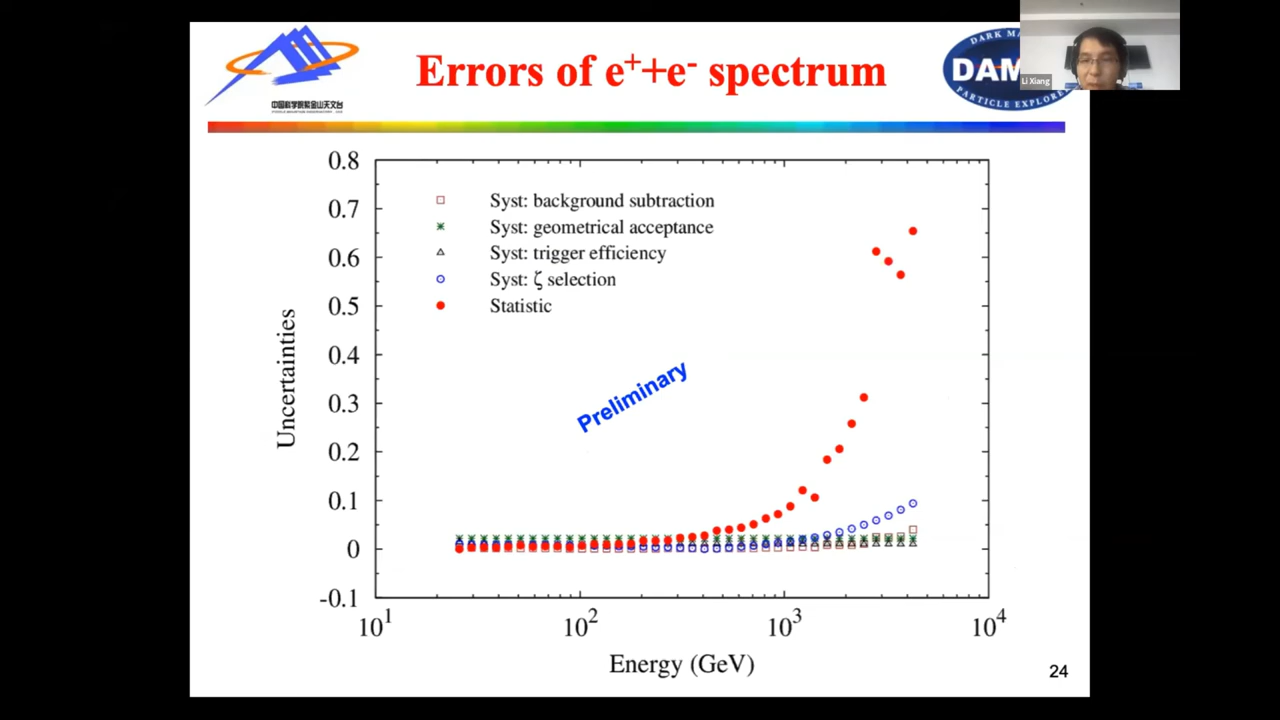 Errors of e⁺+e⁻ spectrum
中国科学院紫金山天文台
DARK MA
DAM
PARTICLE EXPLORE
Li Xiang
0.8
0.7
0.6
0.5
0.4
0.3
0.2
0.1
0
-0.1
Uncertainties
Syst: background subtraction
Syst: geometrical acceptance
Syst: trigger efficiency
Syst: ζ selection
Statistic
Preliminary
10¹
10²
10³
10⁴
Energy (GeV)
24